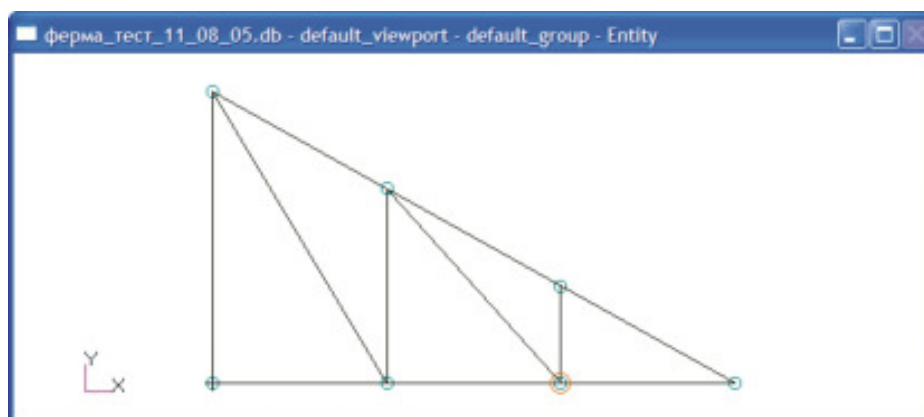 ферма_тест_11_08_05.db - default_viewport - default_group - Entity
Y
X